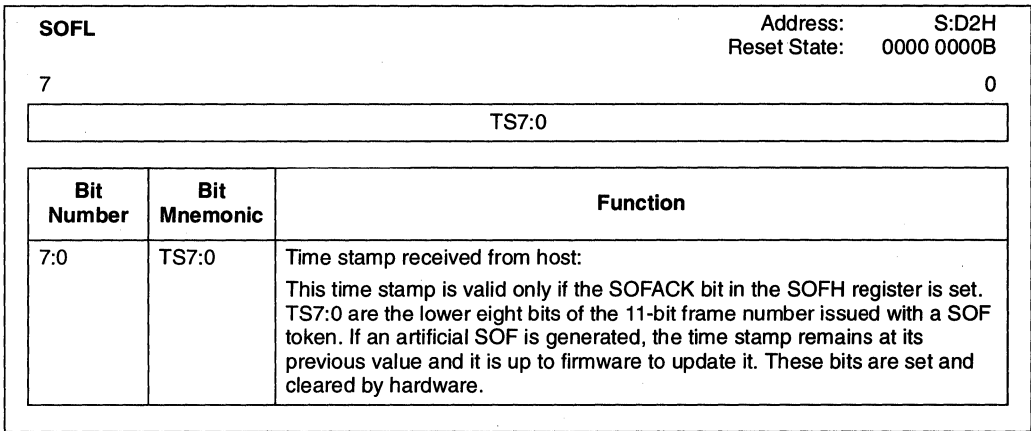 SOFL
Address: S:D2H
Reset State: 0000 0000B
7 0
TS7:0
Bit Number Bit Mnemonic Function
7:0 TS7:0 Time stamp received from host:
This time stamp is valid only if the SOFACK bit in the SOFH register is set.
TS7:0 are the lower eight bits of the 11-bit frame number issued with a SOF
token. If an artificial SOF is generated, the time stamp remains at its
previous value and it is up to firmware to update it. These bits are set and
cleared by hardware.